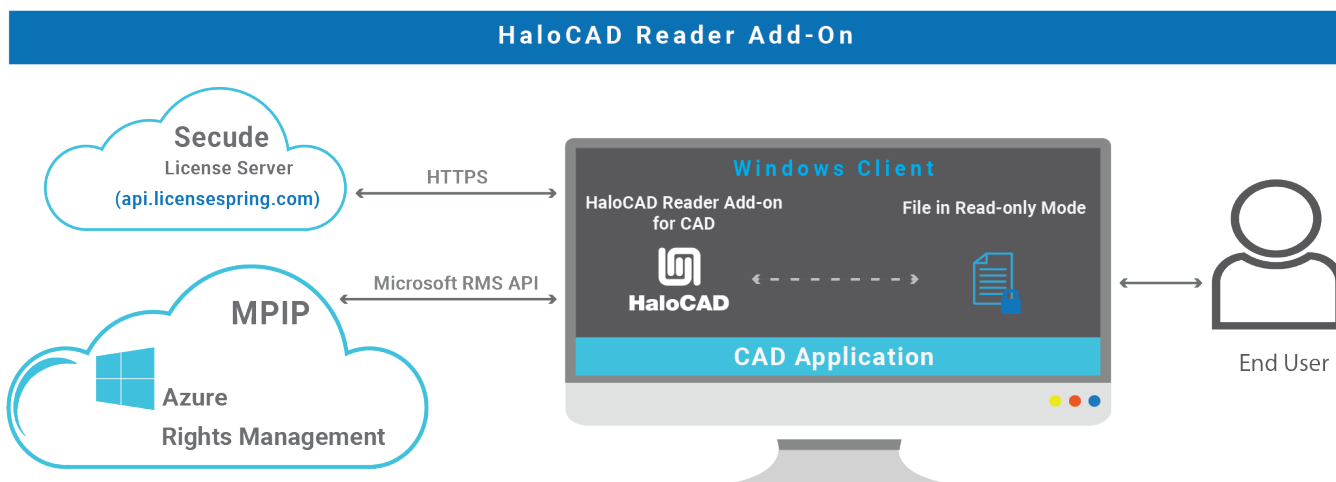 HaloCAD Reader Add-On
Secude
License Server
(api.licensespring.com)
HTTPS
Microsoft RMS API
MPIP
Azure
Rights Management
Windows Client
HaloCAD Reader Add-on
for CAD
HaloCAD
File in Read-only Mode
CAD Application
End User